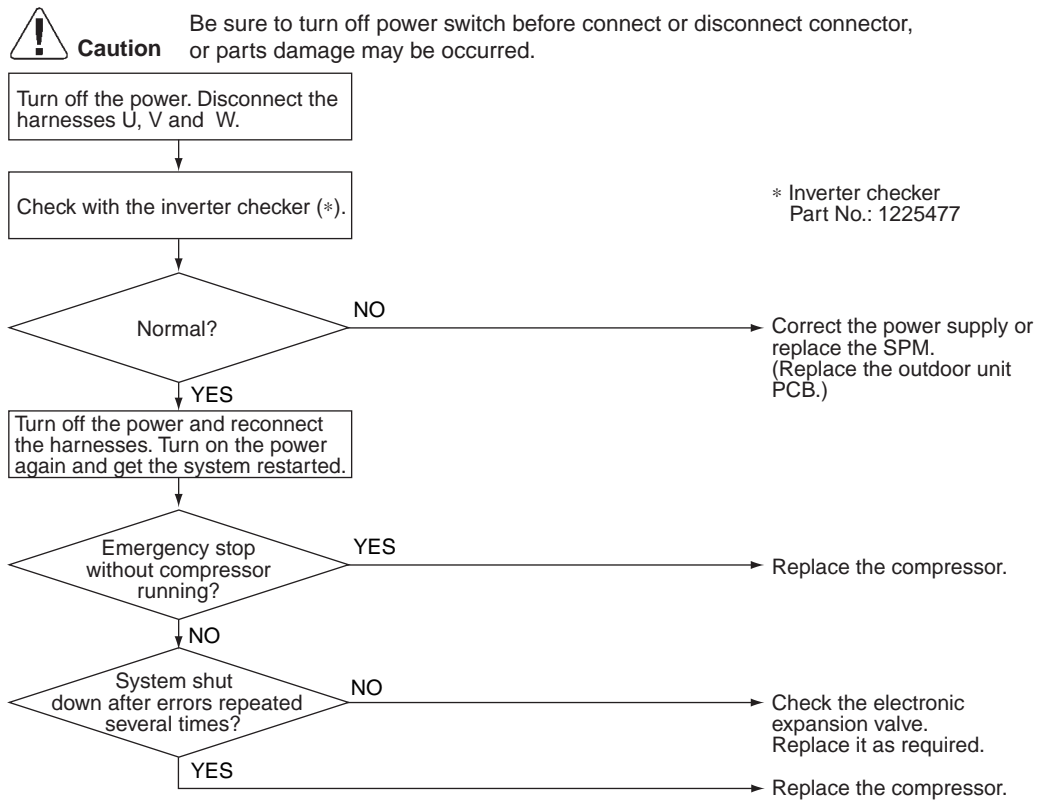 Be sure to turn off power switch before connect or disconnect connector,
Caution or parts damage may be occurred.
Turn off the power. Disconnect the
harnesses U, V and W.
Check with the inverter checker (*).
* Inverter checker
Part No.: 1225477
Normal?
NO
Correct the power supply or
replace the SPM.
(Replace the outdoor unit
PCB.)
YES
Turn off the power and reconnect
the harnesses. Turn on the power
again and get the system restarted.
Emergency stop
without compressor
running?
YES
Replace the compressor.
NO
System shut
down after errors repeated
several times?
NO
Check the electronic
expansion valve.
Replace it as required.
YES
Replace the compressor.